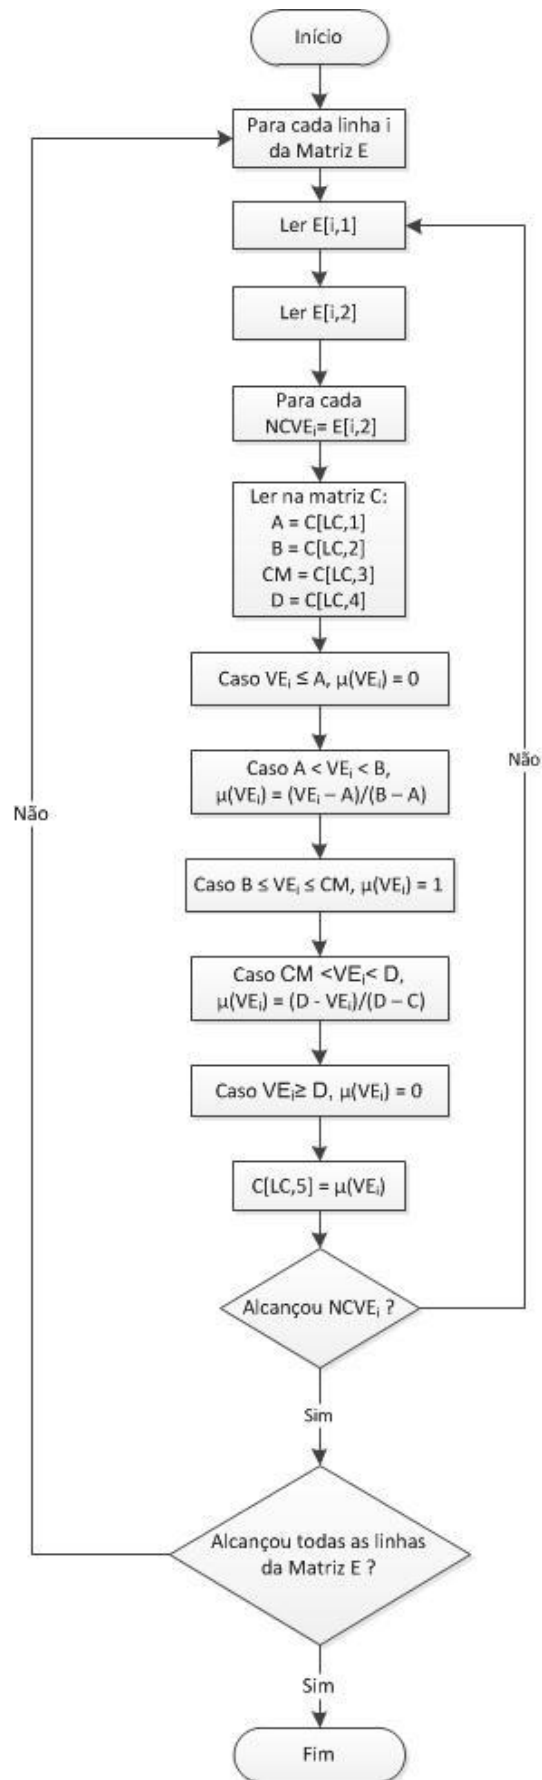 Início
Para cada linha i
da Matriz E
Ler E[i,1]
Ler E[i,2]
Para cada
NCVEᵢ= E[i,2]
Ler na matriz C:
A = C[LC,1]
B = C[LC,2]
CM = C[LC,3]
D = C[LC,4]
Caso VEᵢ ≤ A, μ(VEᵢ) = 0
Caso A < VEᵢ < B,
μ(VEᵢ) = (VEᵢ – A)/(B – A)
Não
Não
Caso B ≤ VEᵢ ≤ CM, μ(VEᵢ) = 1
Caso CM <VEᵢ< D,
μ(VEᵢ) = (D - VEᵢ)/(D – C)
Caso VEᵢ≥ D, μ(VEᵢ) = 0
C[LC,5] = μ(VEᵢ)
Alcançou NCVEᵢ ?
Sim
Alcançou todas as linhas
da Matriz E ?
Sim
Fim